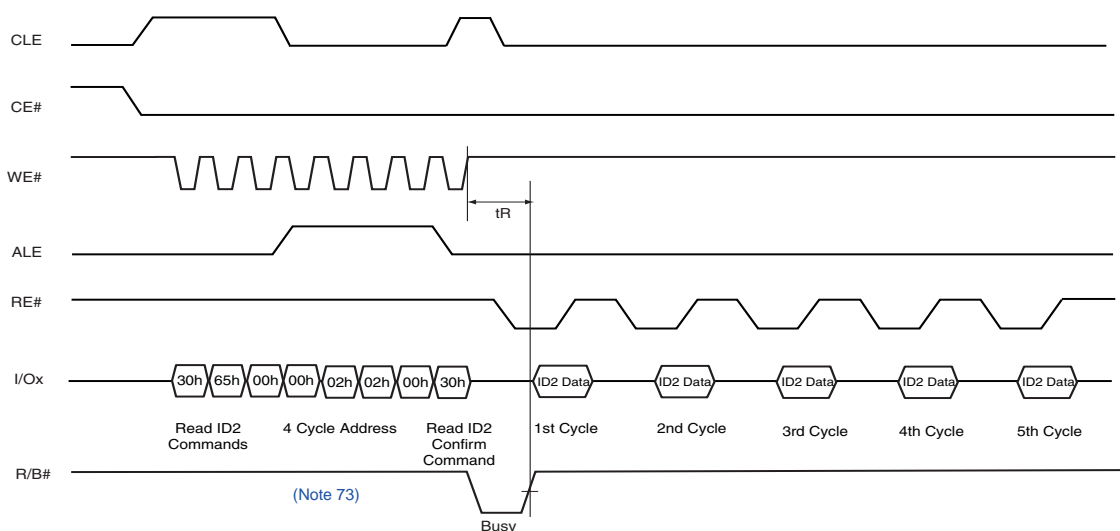 CLE
CE#
WE#
tR
ALE
RE#
I/Ox
30h 65h 00h 00h 02h 02h 00h 30h ID2 Data ID2 Data ID2 Data ID2 Data ID2 Data
Read ID2 Commands
4 Cycle Address
Read ID2 Confirm Command
1st Cycle
2nd Cycle
3rd Cycle
4th Cycle
5th Cycle
R/B#
(Note 73)
Busy